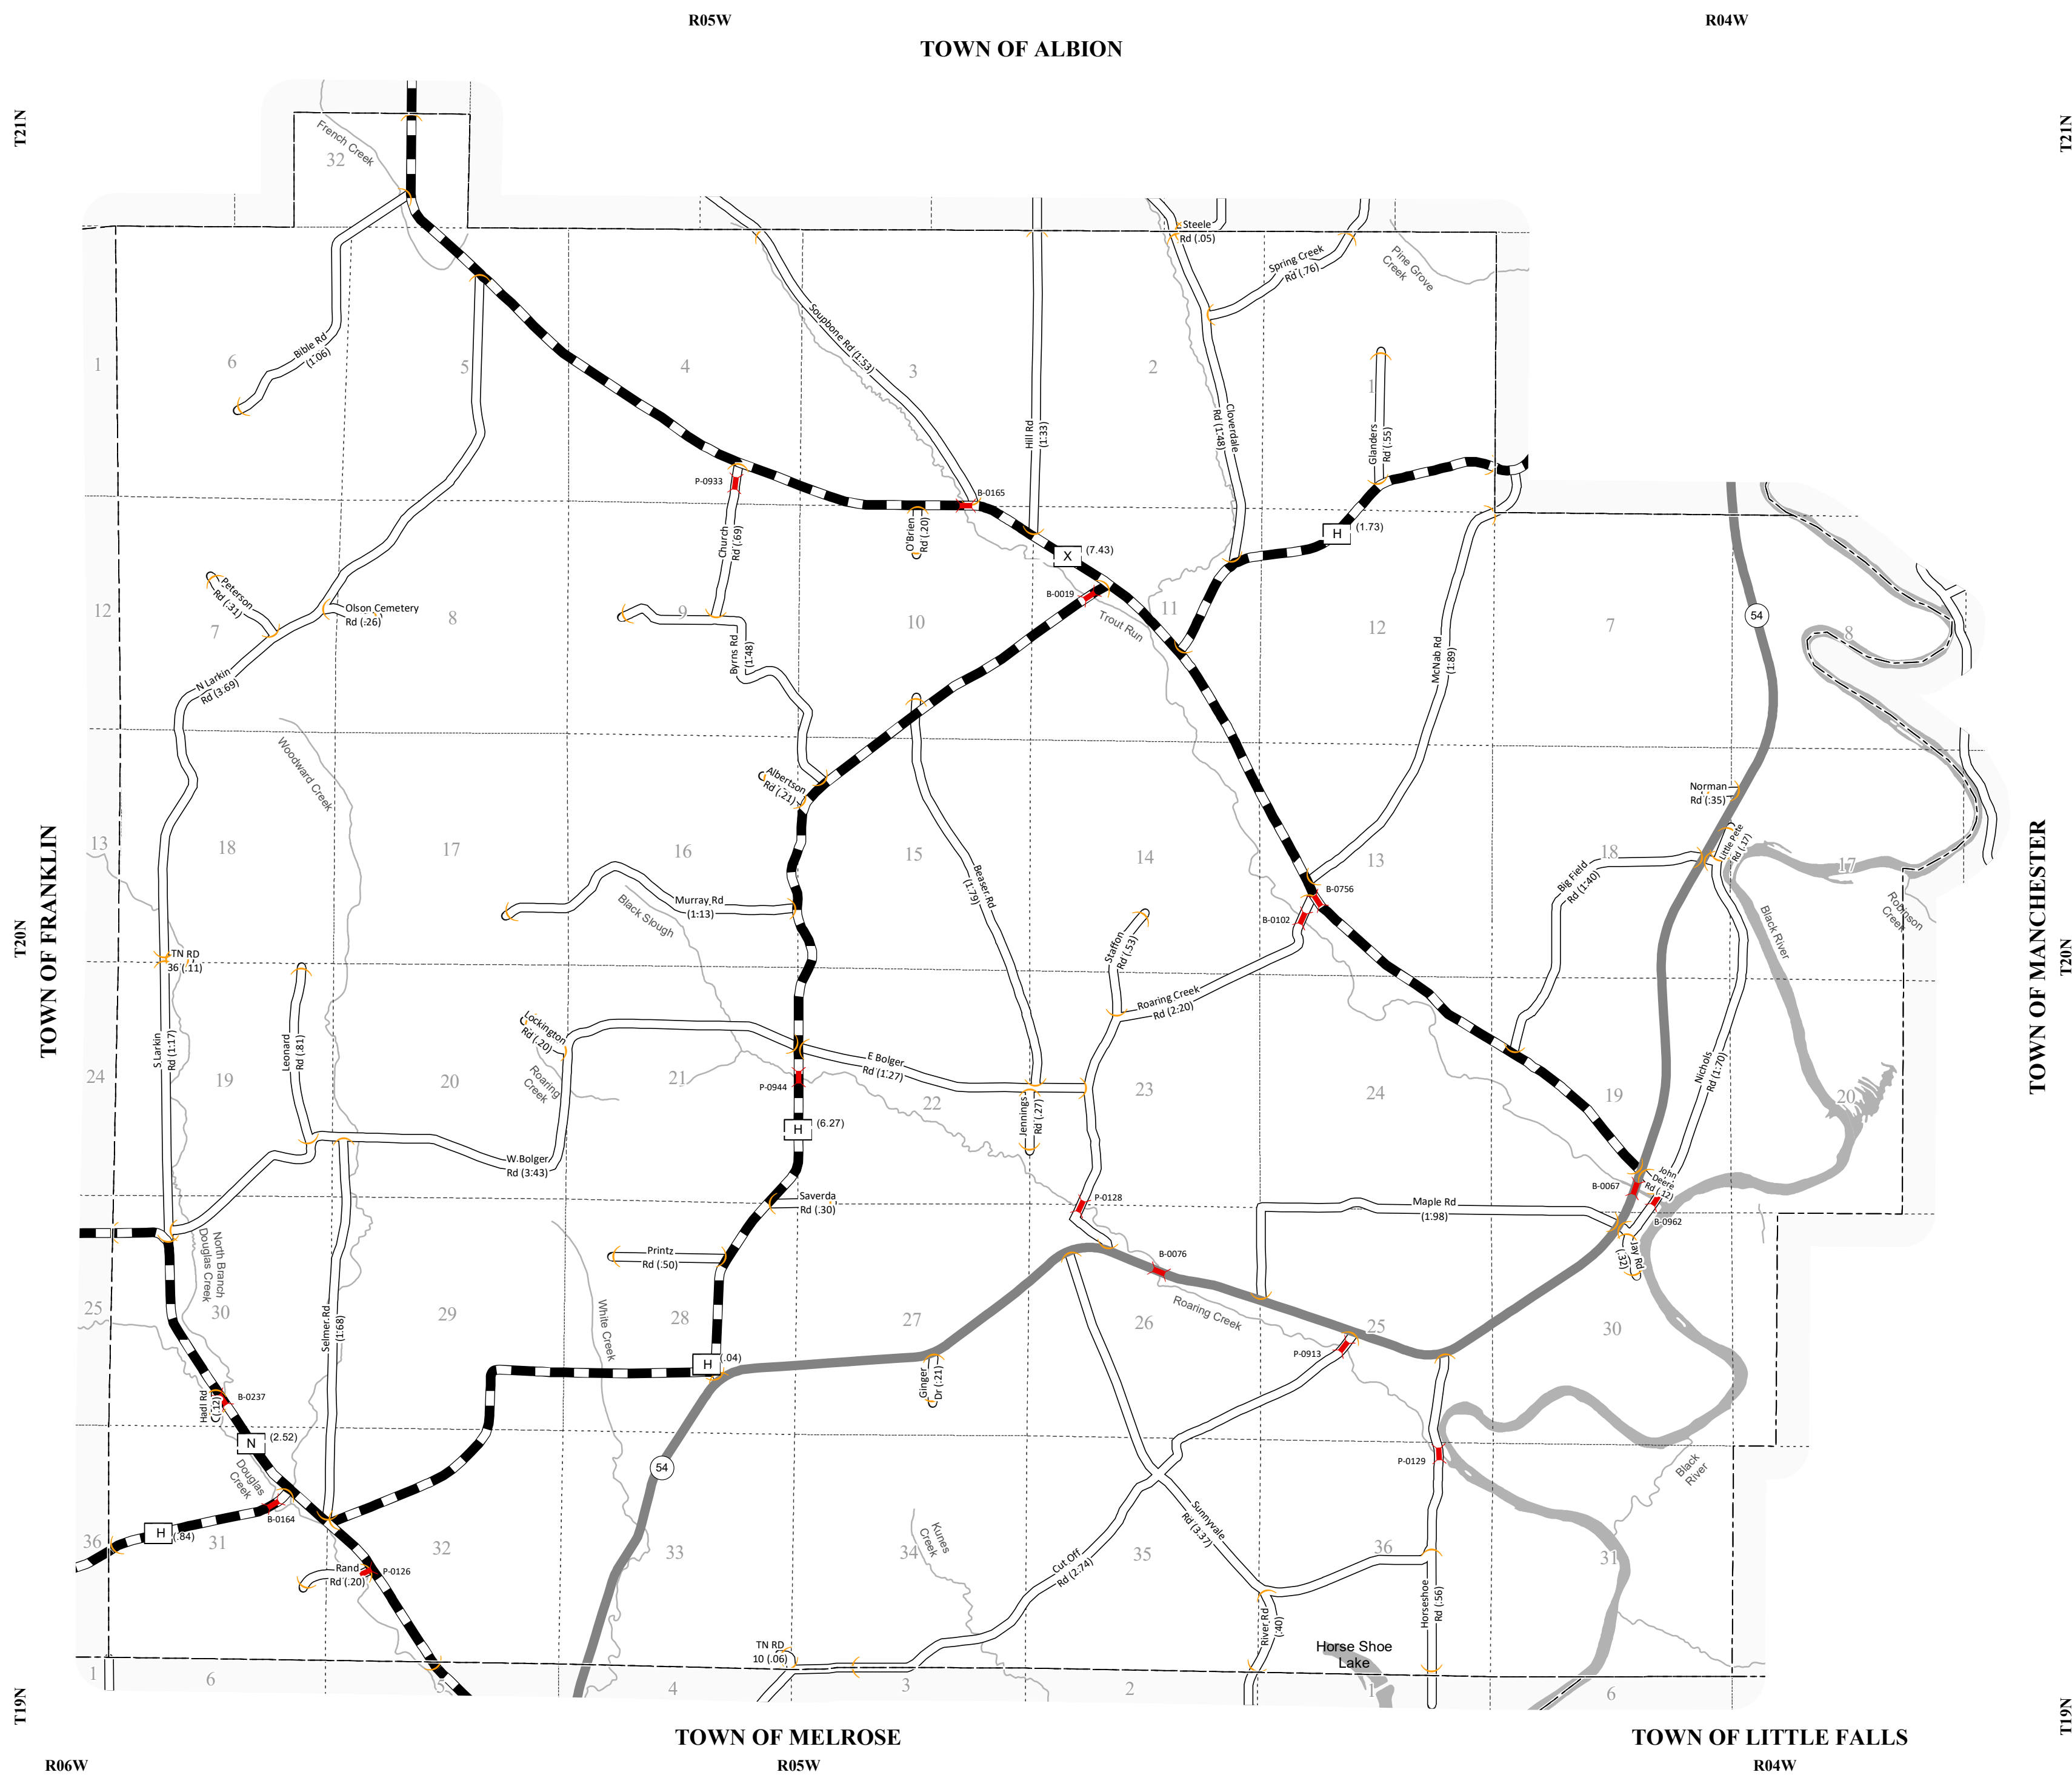 R05W
R04W
TOWN OF ALBION
T21N
T21N
French Creek
32
Steele
Rd (.05)
Spring Creek
Rd (.76)
Pine Grove
Creek
Soupbone Rd (1.53)
Bible Rd
(1.06)
1
6
5
4
3
2
1
Cloverdale
Rd (1.48)
Hill Rd
(1.33)
Glanders
Rd (.55)
P-0933
B-0165
O'Brien
Rd (.20)
Church
Rd (.69)
X
(7.43)
H
(1.73)
B-0019
Trout Run
Peterson
Rd (.31)
Olson Cemetery
Rd (.26)
12
7
8
9
10
11
12
7
8
54
Byrns Rd
(1.48)
McNab Rd
(1.89)
N Larkin
Rd (3.69)
Woodward Creek
Albertson
Rd (.21)
Norman
Rd (.35)
Little Pete
Rd (.17)
TOWN OF FRANKLIN
TOWN OF MANCHESTER
13
18
17
16
15
14
13
18
17
Big Field
Rd (1.40)
Beaser Rd
(1.79)
Murray Rd
(1.13)
Black Slough
B-0756
B-0102
Black River
Robinson
Creek
T20N
T20N
Staffon
Rd (.53)
TN RD
36 (.11)
Roaring Creek
Rd (2.20)
Lockington
Rd (.20)
S Larkin
Rd (1.17)
Leonard
Rd (.81)
E Bolger
Rd (1.27)
Nichols
Rd (1.70)
Roaring
Creek
P-0944
24
19
20
21
22
23
24
19
20
Jennings
Rd (.27)
H
(6.27)
W Bolger
Rd (3.43)
John
Deere
Rd (.12)
B-0067
B-0962
Saverda
Rd (.30)
P-0128
Maple Rd
(1.98)
Jay Rd
(.32)
North Branch
Douglas Creek
Printz
Rd (.50)
B-0076
25
30
29
28
27
26
25
30
Selmer Rd
(1.68)
White Creek
Roaring Creek
H
(.04)
P-0913
Ginger
Dr (.21)
Hadl Rd
(.12)
B-0237
N
(2.52)
54
P-0129
Black
River
Douglas
Creek
B-0164
H
(.84)
Sunnyvale
Rd (3.37)
Kunes
Creek
36
31
32
33
34
35
36
31
Rand
Rd (.20)
P-0126
Cut Off
Rd (2.74)
Horseshoe
Rd (.56)
River Rd
(.40)
TN RD
10 (.06)
Horse Shoe
Lake
1
6
5
4
3
2
1
6
T19N
T19N
TOWN OF MELROSE
TOWN OF LITTLE FALLS
R06W
R05W
R04W